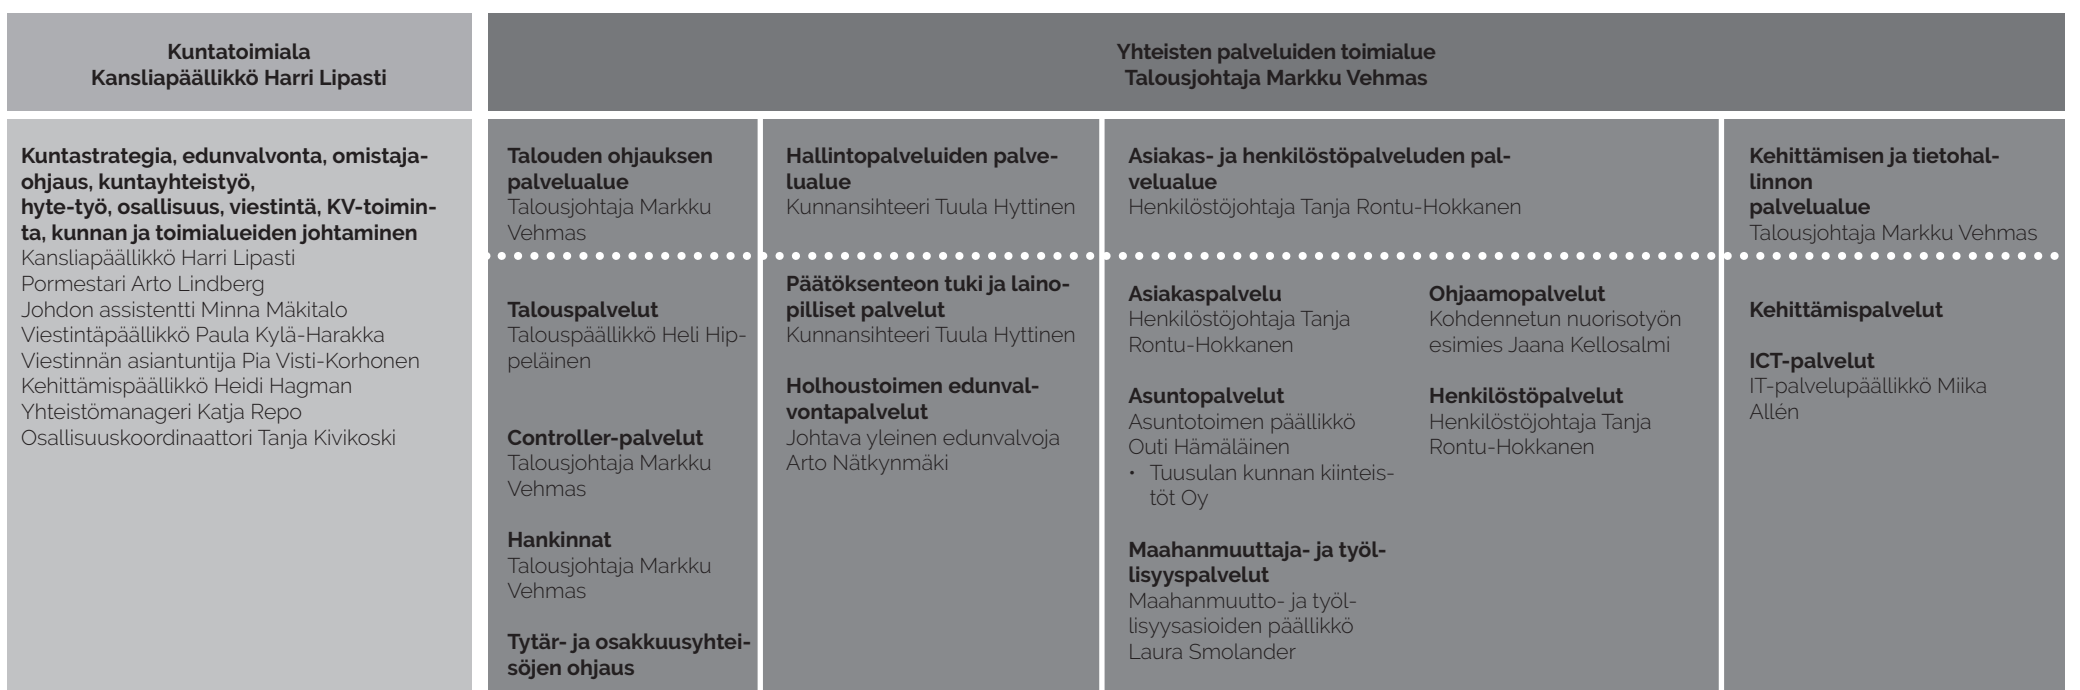 Kuntatoimiala
Kansliapäällikkö Harri Lipasti
Yhteisten palveluiden toimialue
Talousjohtaja Markku Vehmas
Kuntastrategia, edunvalvonta, omistaja-
ohjaus, kuntayhteistyö,
hyte-työ, osallisuus, viestintä, KV-toimin-
ta, kunnan ja toimialueiden johtaminen
Kansliapäällikkö Harri Lipasti
Pormestari Arto Lindberg
Johdon assistentti Minna Mäkitalo
Viestintäpäällikkö Paula Kylä-Harakka
Viestinnän asiantuntija Pia Visti-Korhonen
Kehittämispäällikkö Heidi Hagman
Yhteistömanageri Katja Repo
Osallisuuskoordinaattori Tanja Kivikoski
Talouden ohjauksen
palvelualue
Talousjohtaja Markku
Vehmas
Talouspalvelut
Talouspäällikkö Heli Hip-
peläinen
Controller-palvelut
Talousjohtaja Markku
Vehmas
Hankinnat
Talousjohtaja Markku
Vehmas
Tytär- ja osakkuusyhtei-
söjen ohjaus
Hallintopalveluiden palve-
lualue
Kunnansihteeri Tuula Hyttinen
Päätöksenteon tuki ja laino-
pilliset palvelut
Kunnansihteeri Tuula Hyttinen
Holhoustoimen edunval-
vontapalvelut
Johtava yleinen edunvalvoja
Arto Nätkynmäki
Asiakas- ja henkilöstöpalveluden pal-
velualue
Henkilöstöjohtaja Tanja Rontu-Hokkanen
Asiakaspalvelu
Henkilöstöjohtaja Tanja
Rontu-Hokkanen
Asuntopalvelut
Asuntotoimen päällikkö
Outi Hämäläinen
• Tuusulan kunnan kiinteis-
töt Oy
Maahanmuuttaja- ja työl-
lisyyspalvelut
Maahanmuutto- ja työl-
lisyysasioiden päällikkö
Laura Smolander
Ohjaamopalvelut
Kohdennetun nuorisotyön
esimies Jaana Kellosalmi
Henkilöstöpalvelut
Henkilöstöjohtaja Tanja
Rontu-Hokkanen
Kehittämisen ja tietohal-
linnon
palvelualue
Talousjohtaja Markku Vehmas
Kehittämispalvelut
ICT-palvelut
IT-palvelupäällikkö Miika
Allén